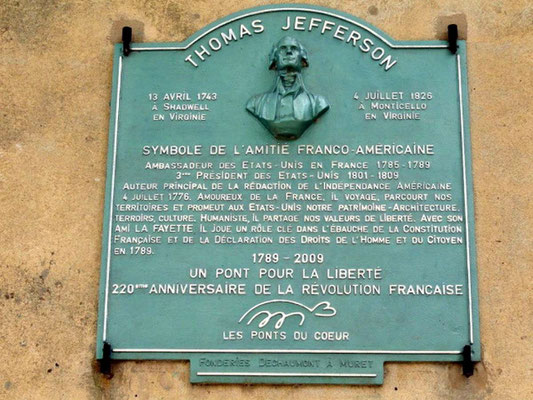 THOMAS JEFFERSON
13 AVRIL 1743
À SHADWELL
EN VIRGINIE
4 JUILLET 1826
À MONTICELLO
EN VIRGINIE
SYMBOLE DE L'AMITIE FRANCO-AMÉRICAINE
AMBASSADEUR DES ETATS-UNIS EN FRANCE 1785-1789
3ème PRÉSIDENT DES ETATS-UNIS 1801-1809
AUTEUR PRINCIPAL DE LA RÉDACTION DE L'INDEPENDANCE AMÉRICAINE
4 JUILLET 1776. AMOUREUX DE LA FRANCE, IL VOYAGE, PARCOURT NOS
TERRITOIRES ET PROMEUT AUX ETATS-UNIS NOTRE PATRIMOINE-ARCHITECTURE,
TERROIRS, CULTURE. HUMANISTE, IL PARTAGE NOS VALEURS DE LIBERTÉ. AVEC SON
AMI LA FAYETTE IL JOUE UN RÔLE CLÉ DANS L'ÉBAUCHE DE LA CONSTITUTION
FRANÇAISE ET DE LA DÉCLARATION DES DROITS DE L'HOMME ET DU CITOYEN
EN 1789.
1789 - 2009
UN PONT POUR LA LIBERTÉ
220ème ANNIVERSAIRE DE LA RÉVOLUTION FRANÇAISE
LES PONTS DU COEUR
FONDERIES DECHAUMONT À MURET